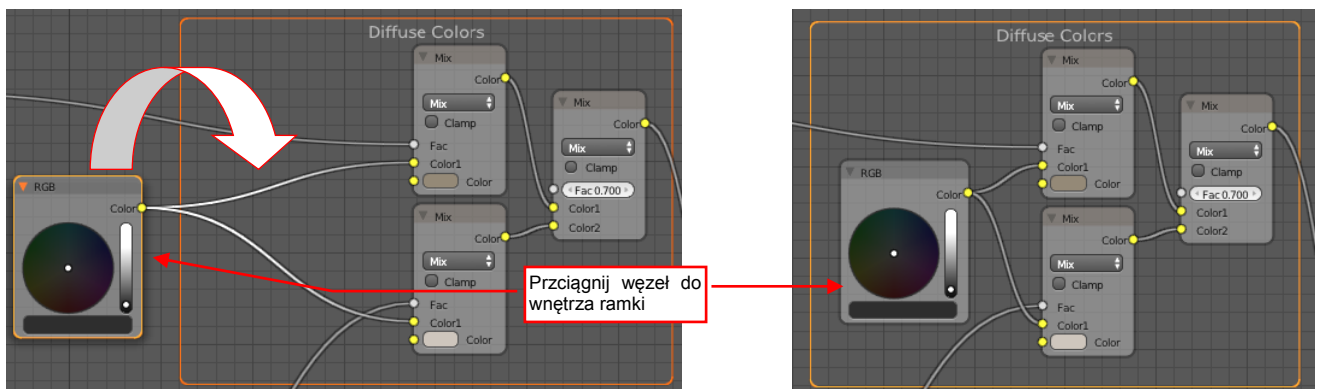 Diffuse Colors
Mix
Color
Mix
Clamp
Fac
Color1
Color
Mix
Color
Mix
Clamp
Fac 0.700
Color1
Color2
RGB
Color
Mix
Color
Mix
Clamp
Fac
Color1
Color
Przciągnij węzeł do
wnętrza ramki
Diffuse Colors
Mix
Color
Mix
Clamp
Fac
Color1
Color
Mix
Color
Mix
Clamp
Fac 0.700
Color1
Color2
RGB
Color
Mix
Color
Mix
Clamp
Fac
Color1
Color